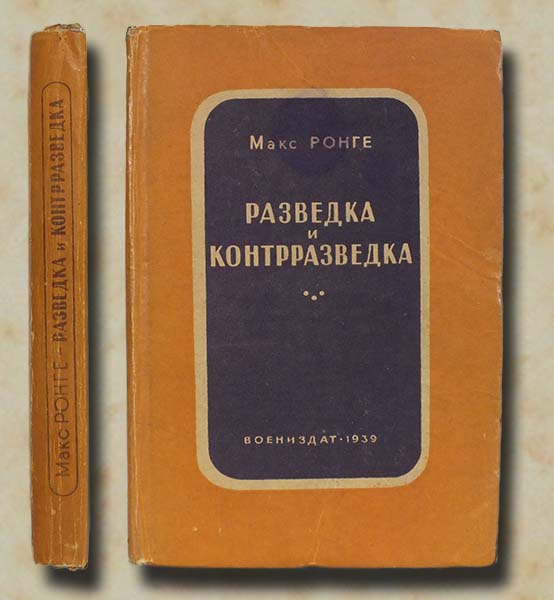 Макс РОНГЕ – РАЗВЕДКА и КОНТРРАЗВЕДКА
Макс РОНГЕ
РАЗВЕДКА
и
КОНТРРАЗВЕДКА
ВОЕНИЗДАТ·1939